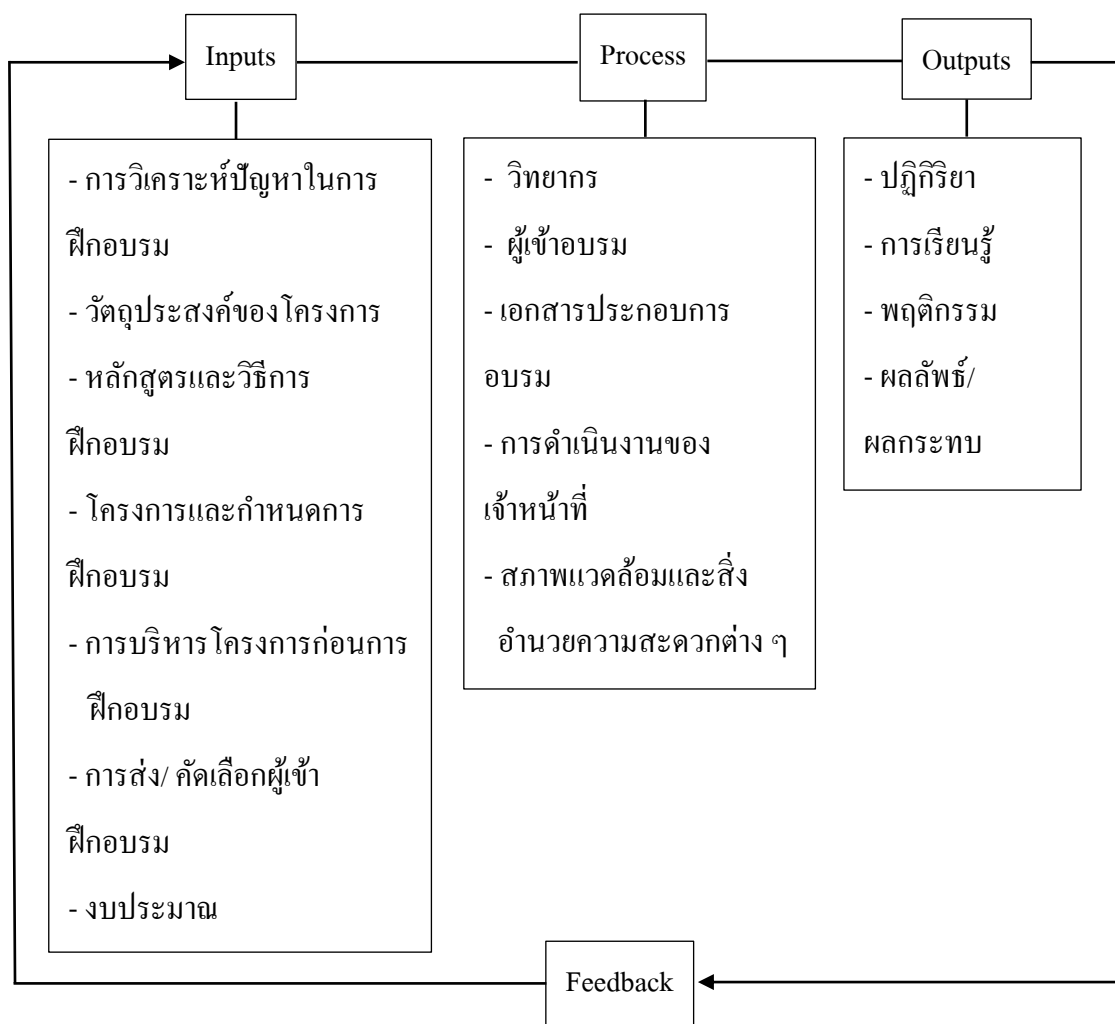 Inputs
Process
Outputs
- การวิเคราะห์ปัญหาในการ
ฝึกอบรม
- วัตถุประสงค์ของโครงการ
- หลักสูตรและวิธีการ
ฝึกอบรม
- โครงการและกำหนดการ
ฝึกอบรม
- การบริหารโครงการก่อนการ
ฝึกอบรม
- การส่ง/ คัดเลือกผู้เข้า
ฝึกอบรม
- งบประมาณ
- วิทยากร
- ผู้เข้าอบรม
- เอกสารประกอบการ
อบรม
- การดำเนินงานของ
เจ้าหน้าที่
- สภาพแวดล้อมและสิ่ง
อำนวยความสะดวกต่าง ๆ
- ปฏิกิริยา
- การเรียนรู้
- พฤติกรรม
- ผลลัพธ์/
ผลกระทบ
Feedback